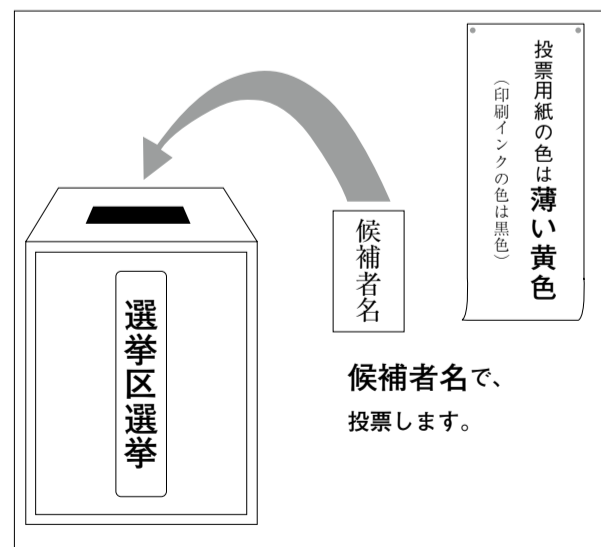 投票用紙の色は薄い黄色
（印刷インクの色は黒色）
候補者名
選挙区選挙
候補者名で、
投票します。